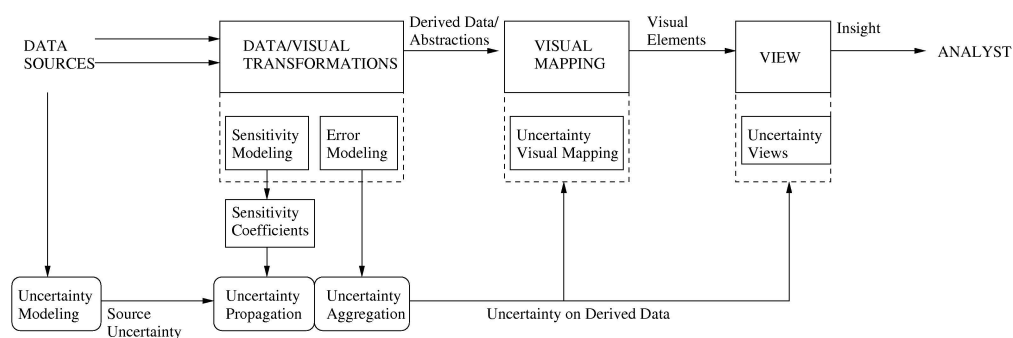 DATA
SOURCES
DATA/VISUAL
TRANSFORMATIONS
Derived Data/
Abstractions
VISUAL
MAPPING
Visual
Elements
VIEW
Insight
ANALYST
Sensitivity
Modeling
Error
Modeling
Uncertainty
Visual Mapping
Uncertainty
Views
Sensitivity
Coefficients
Uncertainty
Modeling
Source
Uncertainty
Uncertainty
Propagation
Uncertainty
Aggregation
Uncertainty on Derived Data